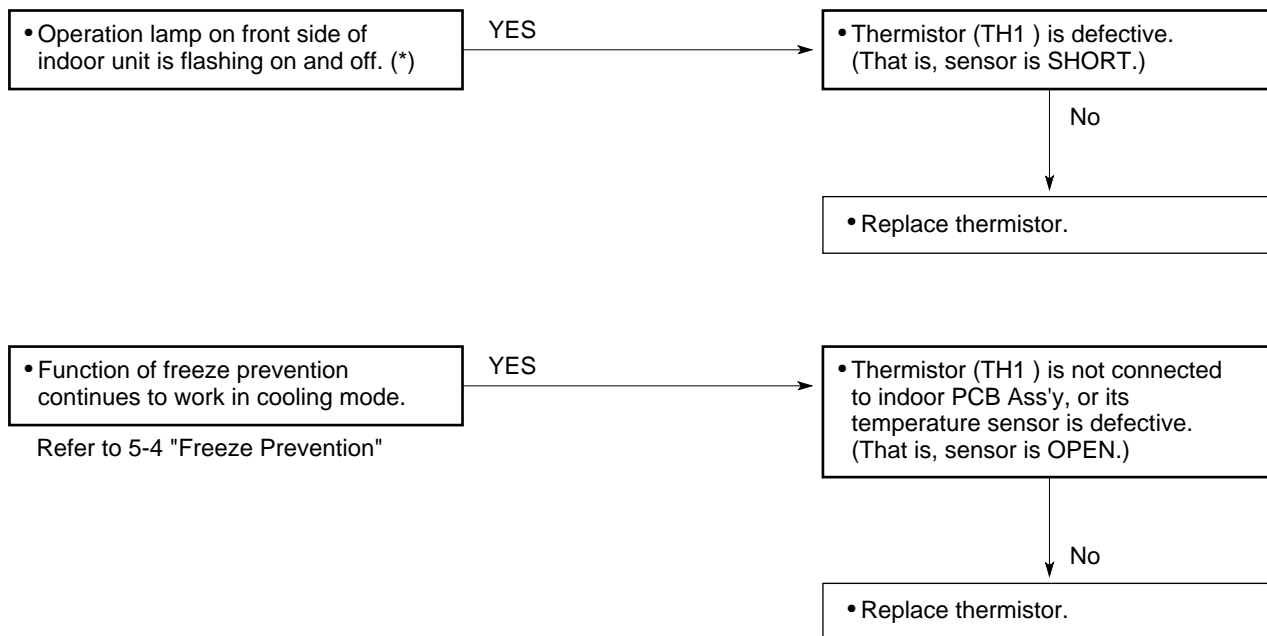 • Operation lamp on front side of
indoor unit is flashing on and off. (*)
YES
• Thermistor (TH1 ) is defective.
(That is, sensor is SHORT.)
No
• Replace thermistor.
• Function of freeze prevention
continues to work in cooling mode.
Refer to 5-4 "Freeze Prevention"
YES
• Thermistor (TH1 ) is not connected
to indoor PCB Ass'y, or its
temperature sensor is defective.
(That is, sensor is OPEN.)
No
• Replace thermistor.